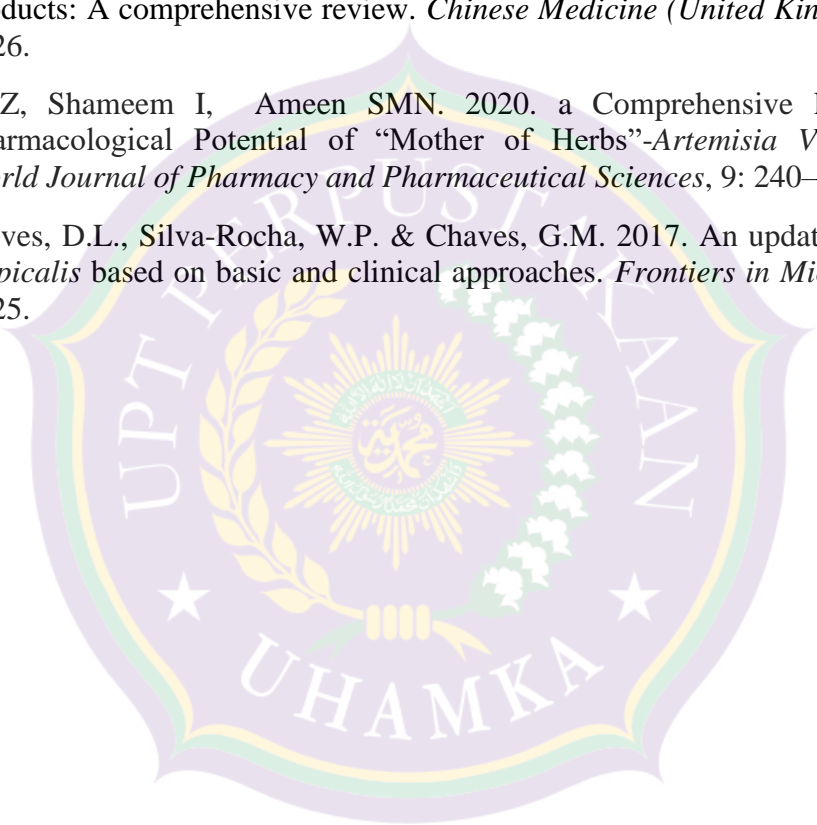 oducts: A comprehensive review. Chinese Medicine (United Kin
26.
Z, Shameem I, Ameen SMN. 2020. a Comprehensive
armacological Potential of “Mother of Herbs”-Artemisia V
rld Journal of Pharmacy and Pharmaceutical Sciences, 9: 240–
ves, D.L., Silva-Rocha, W.P. & Chaves, G.M. 2017. An updat
picalis based on basic and clinical approaches. Frontiers in Mi
25.
UPT PERPUSTAKAAN
محمدية
UHAMKA